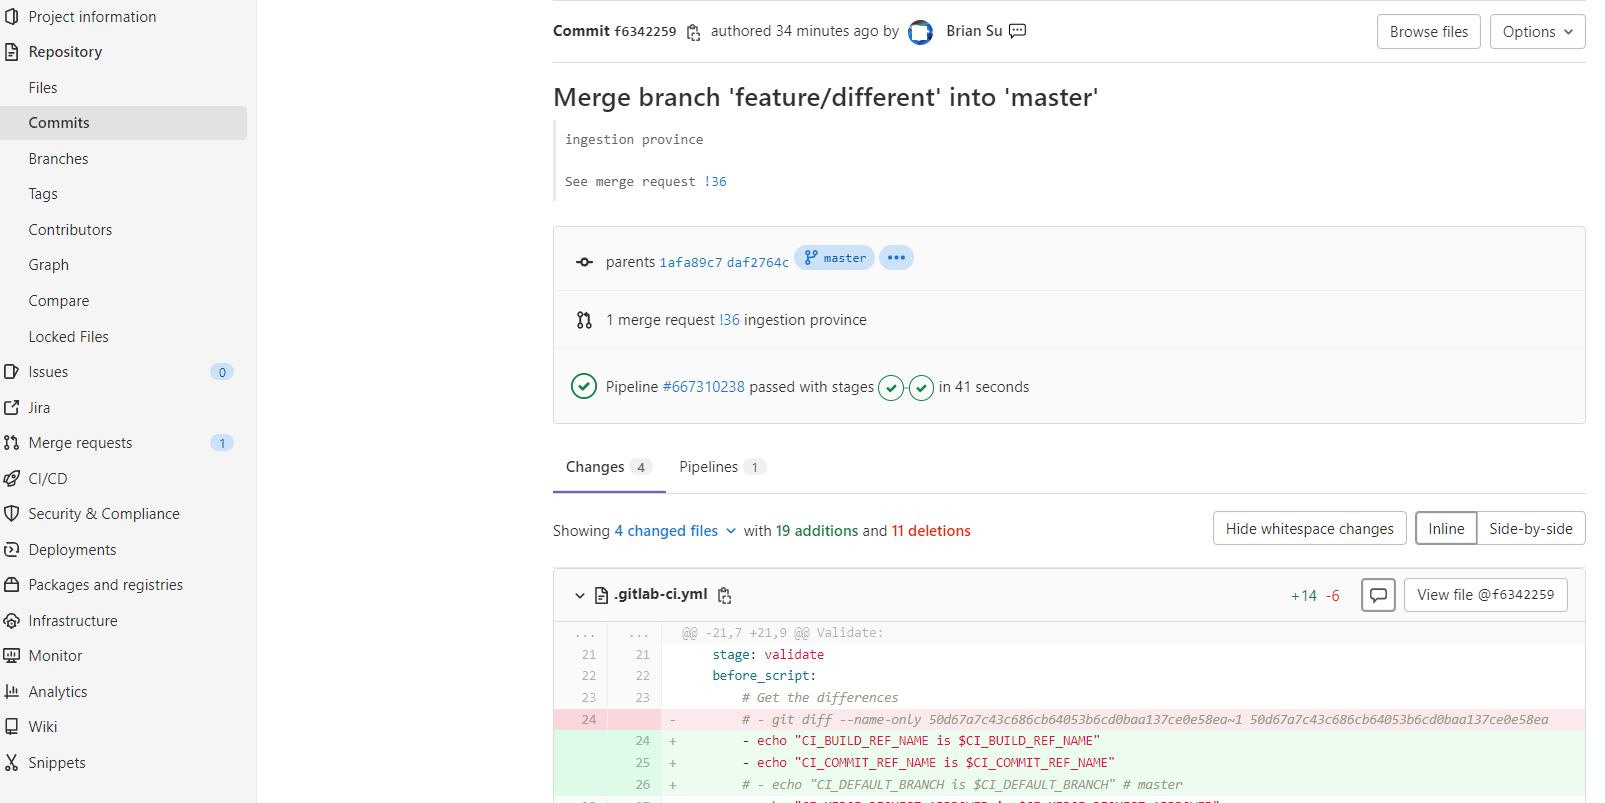 Project information
Repository
Files
Commits
Branches
Tags
Contributors
Graph
Compare
Locked Files
Issues 0
Jira
Merge requests 1
CI/CD
Security & Compliance
Deployments
Packages and registries
Infrastructure
Monitor
Analytics
Wiki
Snippets
Commit f6342259 authored 34 minutes ago by Brian Su
Browse files Options
Merge branch 'feature/different' into 'master'
ingestion province
See merge request !36
parents 1afa89c7 daf2764c master
1 merge request !36 ingestion province
Pipeline #667310238 passed with stages in 41 seconds
Changes 4 Pipelines 1
Showing 4 changed files with 19 additions and 11 deletions
Hide whitespace changes Inline Side-by-side
.gitlab-ci.yml +14 -6 View file @f6342259
... ... @@ -21,7 +21,9 @@ Validate:
21 21 stage: validate
22 22 before_script:
23 23 # Get the differences
24 - # - git diff --name-only 50d67a7c43c686cb64053b6cd0baa137ce0e58ea~1 50d67a7c43c686cb64053b6cd0baa137ce0e58ea
24 + - echo "CI_BUILD_REF_NAME is $CI_BUILD_REF_NAME"
25 + - echo "CI_COMMIT_REF_NAME is $CI_COMMIT_REF_NAME"
26 + # - echo "CI_DEFAULT_BRANCH is $CI_DEFAULT_BRANCH" # master